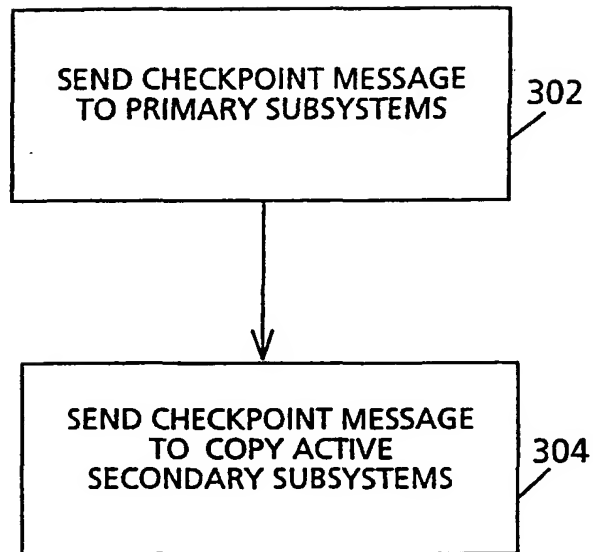 SEND CHECKPOINT MESSAGE
TO PRIMARY SUBSYSTEMS
302
SEND CHECKPOINT MESSAGE
TO COPY ACTIVE
SECONDARY SUBSYSTEMS
304